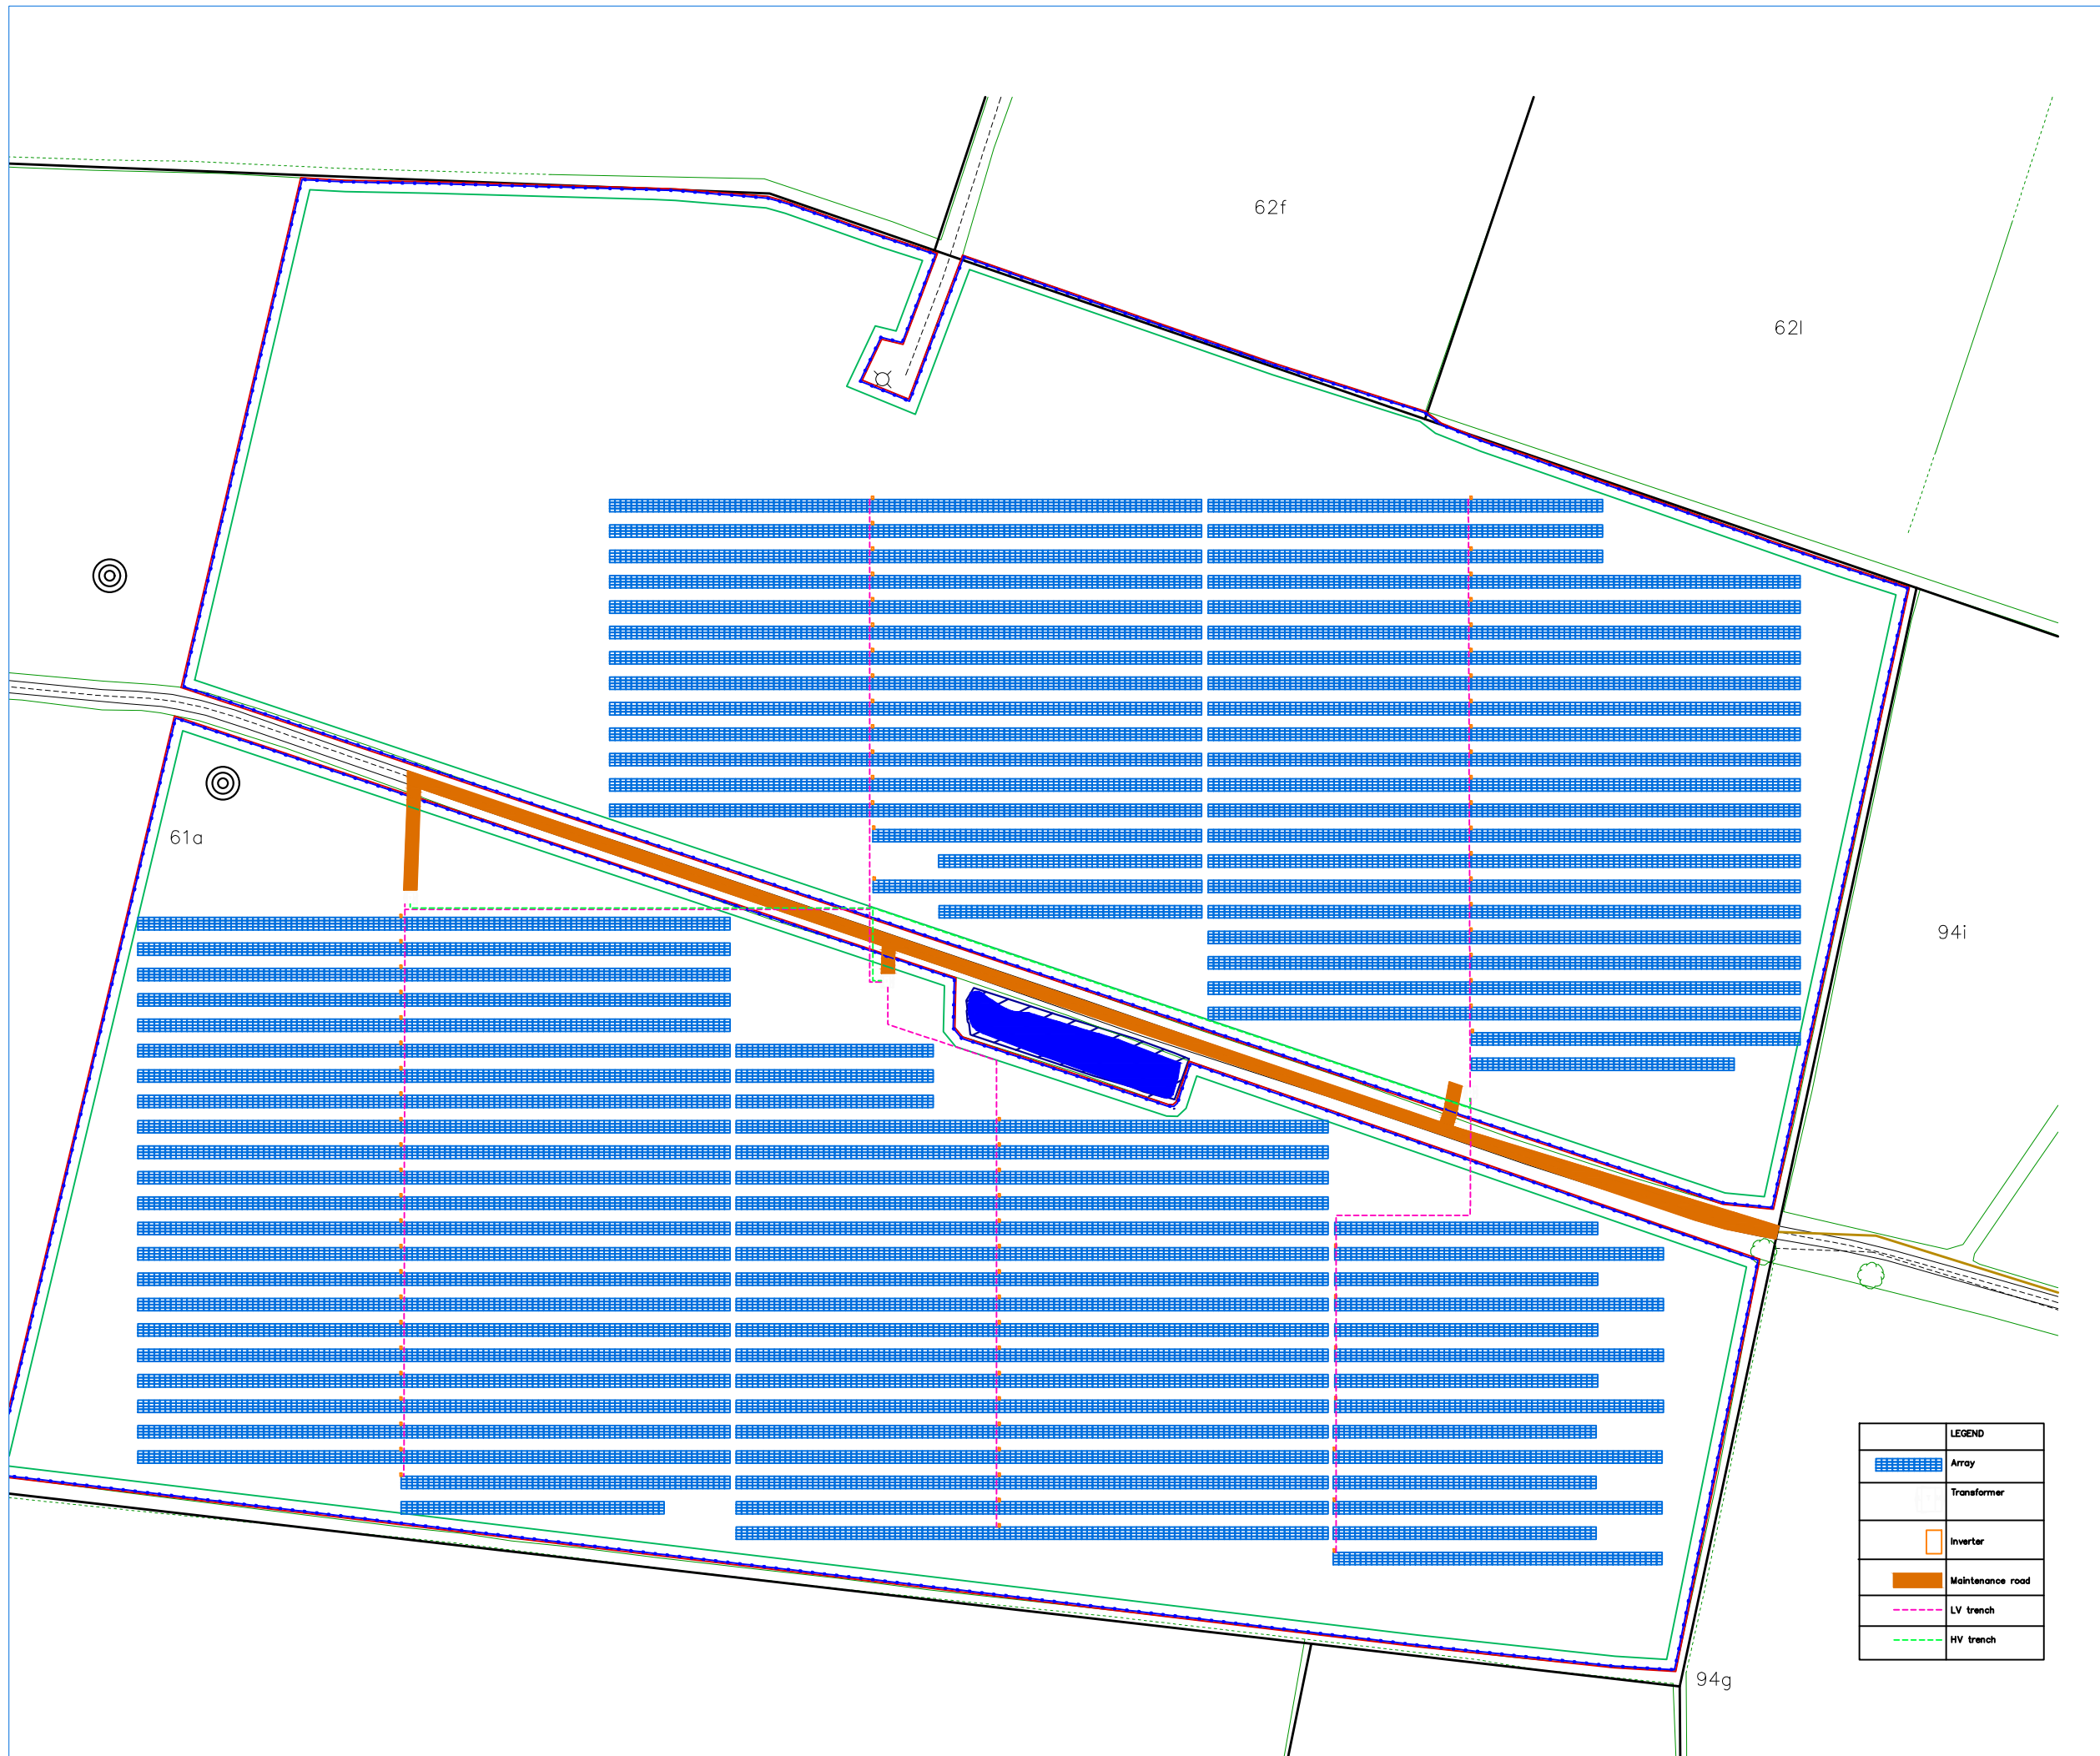 62f
62l
61a
94i
LEGEND
Array
Transformer
Inverter
Maintenance road
LV trench
HV trench
94g